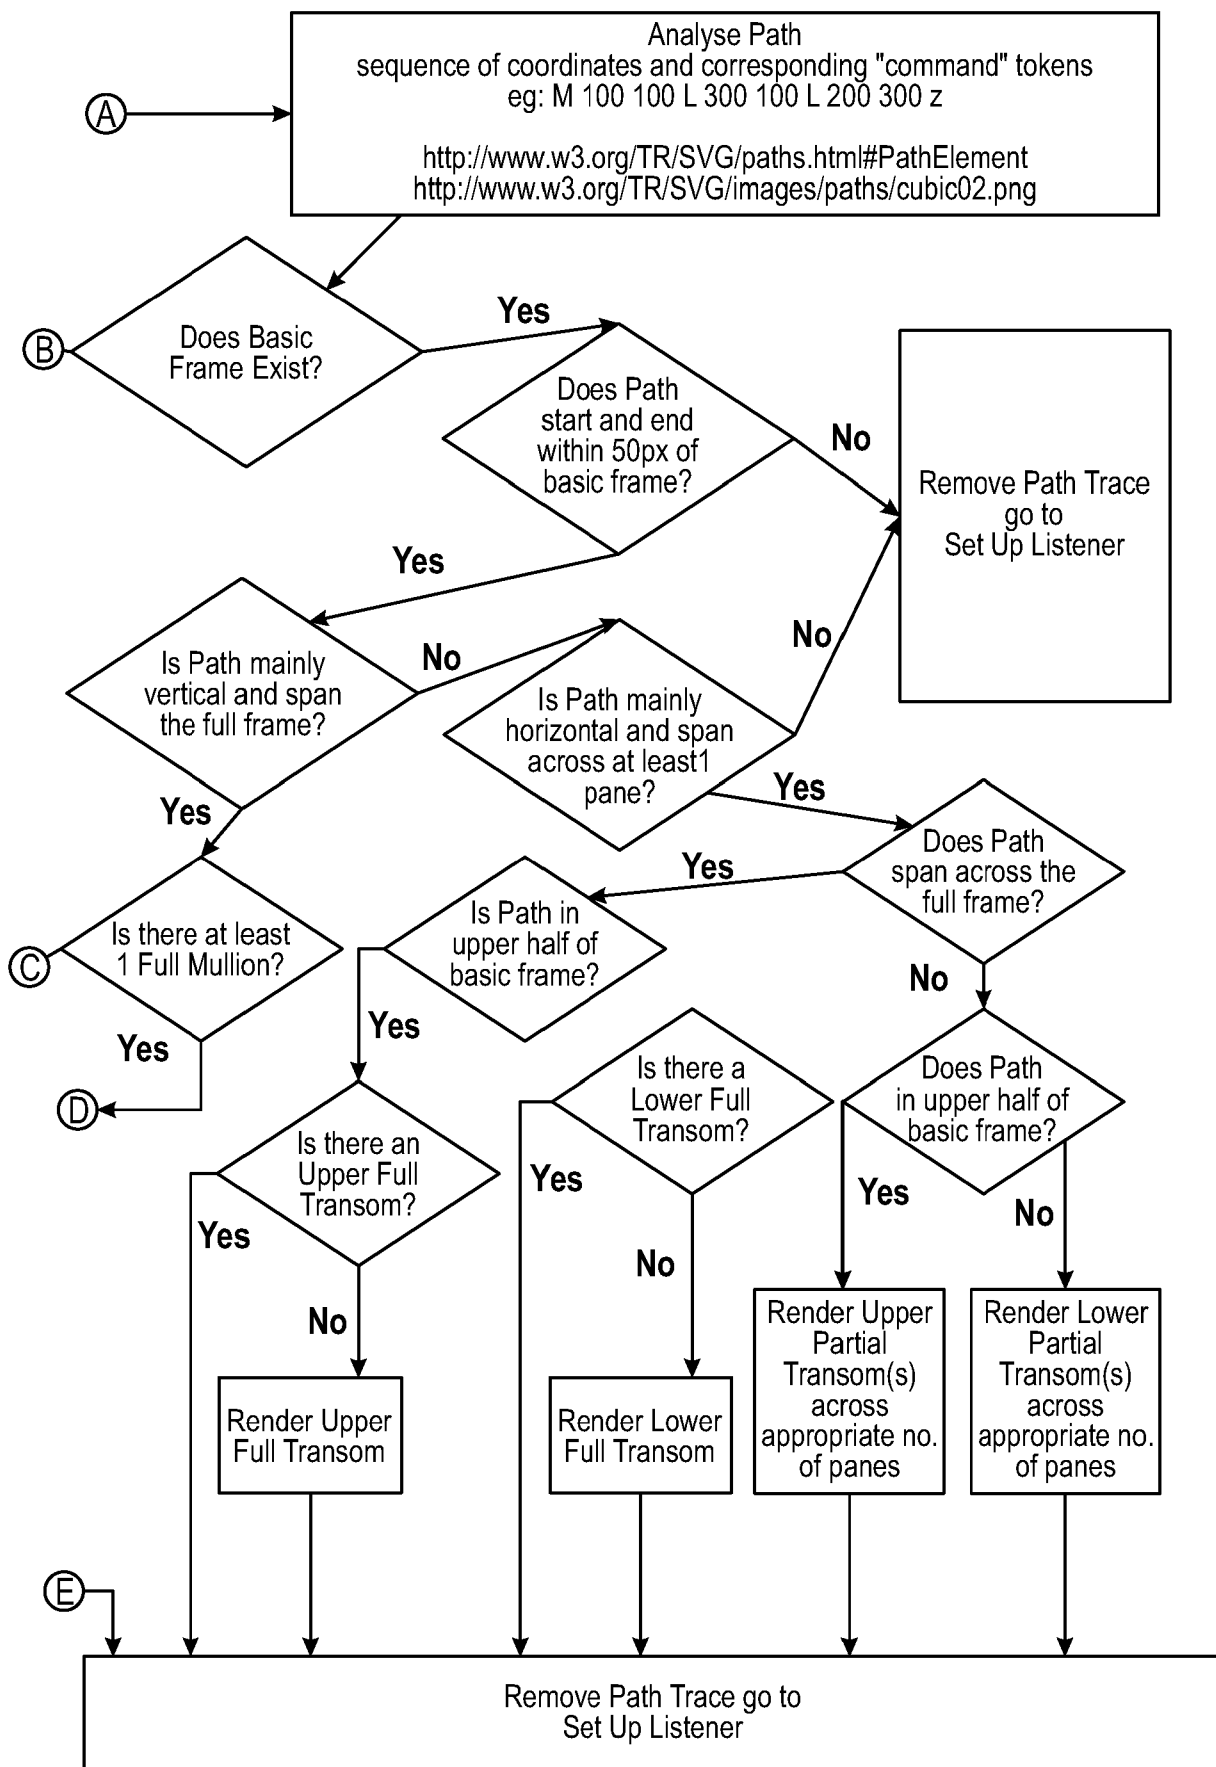 Analyse Path
sequence of coordinates and corresponding "command" tokens
eg: M 100 100 L 300 100 L 200 300 z
A
http://www.w3.org/TR/SVG/paths.html#PathElement
http://www.w3.org/TR/SVG/images/paths/cubic02.png
B
Does Basic
Frame Exist?
Yes
Does Path
start and end
within 50px of
basic frame?
No
Remove Path Trace
go to
Set Up Listener
Yes
Is Path mainly
vertical and span
the full frame?
No
Is Path mainly
horizontal and span
across at least1
pane?
No
Yes
Yes
Does Path
span across the
full frame?
Yes
Is Path in
upper half of
basic frame?
C
Is there at least
1 Full Mullion?
No
Yes
D
Yes
Is there a
Lower Full
Transom?
Does Path
in upper half of
basic frame?
Is there an
Upper Full
Transom?
Yes
Yes
Yes
No
No
No
Render Upper
Full Transom
Render Lower
Full Transom
Render Upper
Partial
Transom(s)
across
appropriate no.
of panes
Render Lower
Partial
Transom(s)
across
appropriate no.
of panes
E
Remove Path Trace go to
Set Up Listener